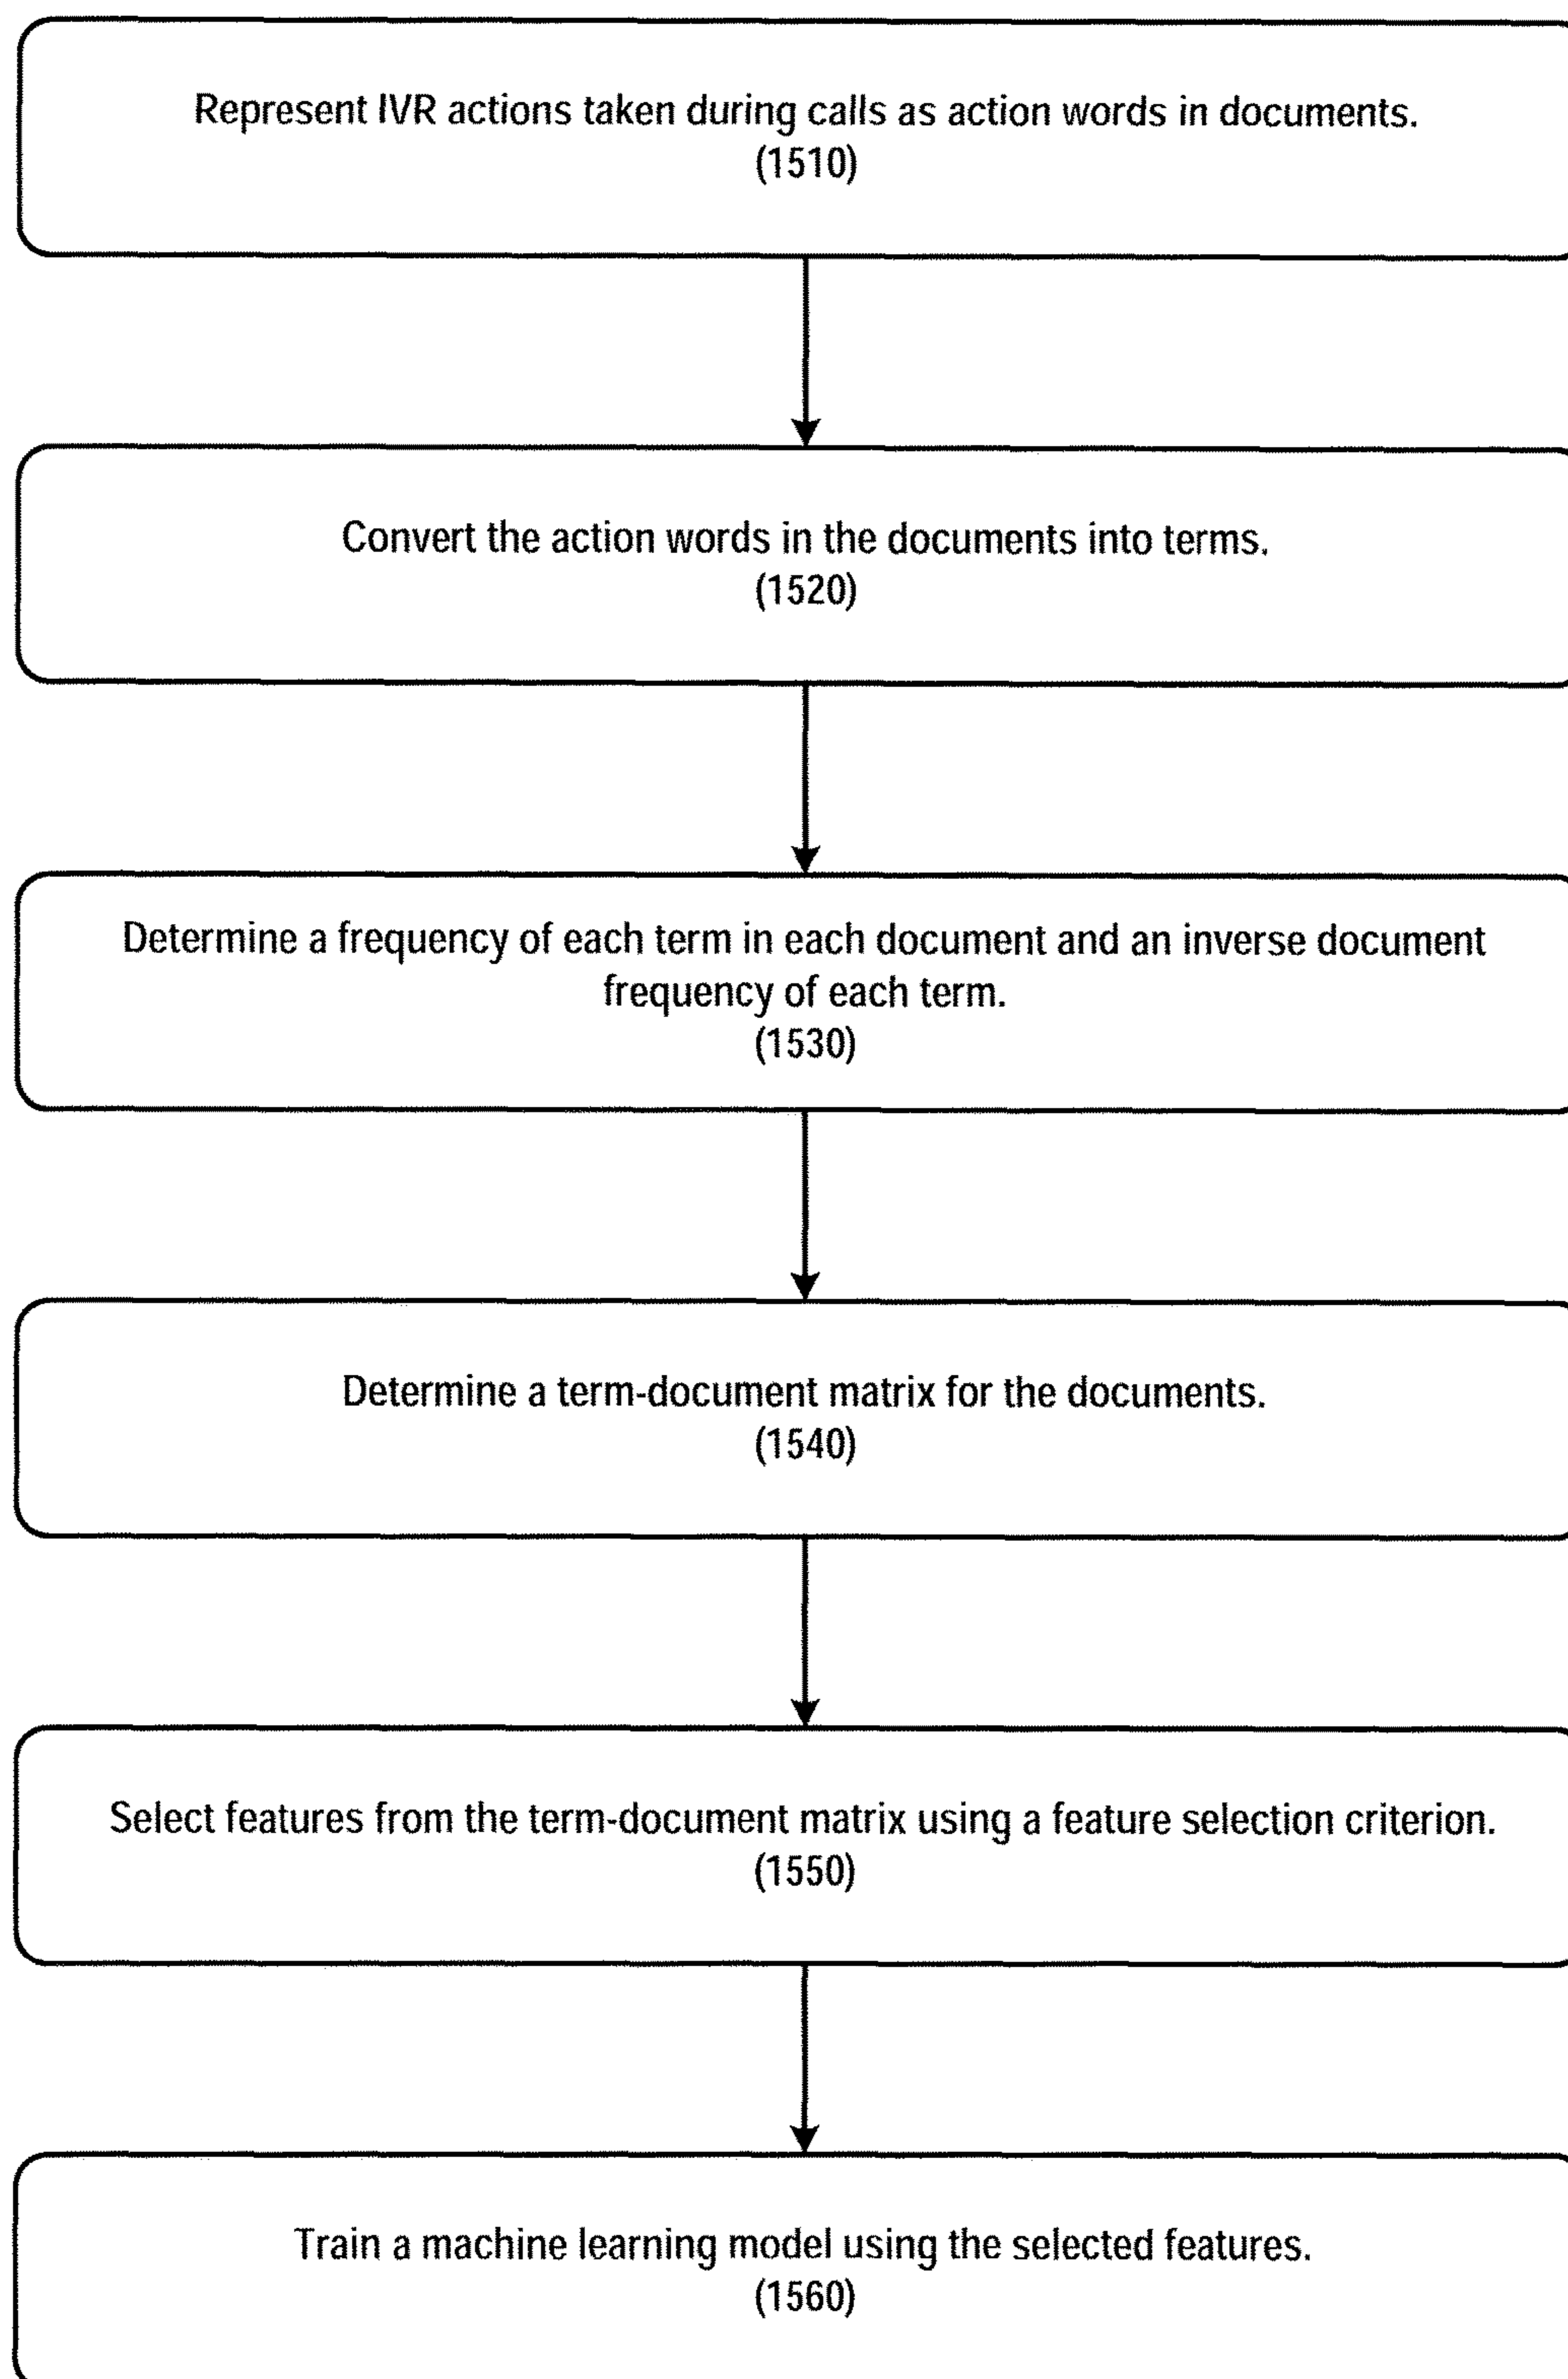 Represent IVR actions taken during calls as action words in documents.
(1510)
Convert the action words in the documents into terms.
(1520)
Determine a frequency of each term in each document and an inverse document
frequency of each term.
(1530)
Determine a term-document matrix for the documents.
(1540)
Select features from the term-document matrix using a feature selection criterion.
(1550)
Train a machine learning model using the selected features.
(1560)